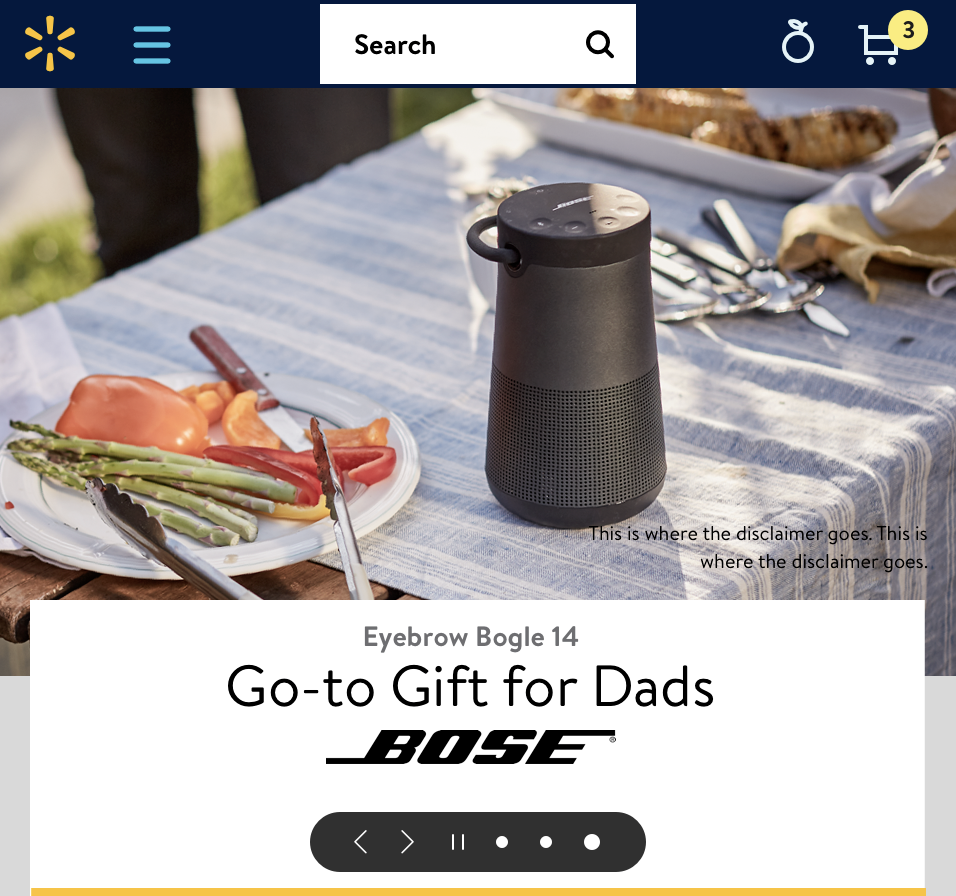 Search
3
BOSE
This is where the disclaimer goes. This is
where the disclaimer goes.
Eyebrow Bogle 14
Go-to Gift for Dads
BOSE®